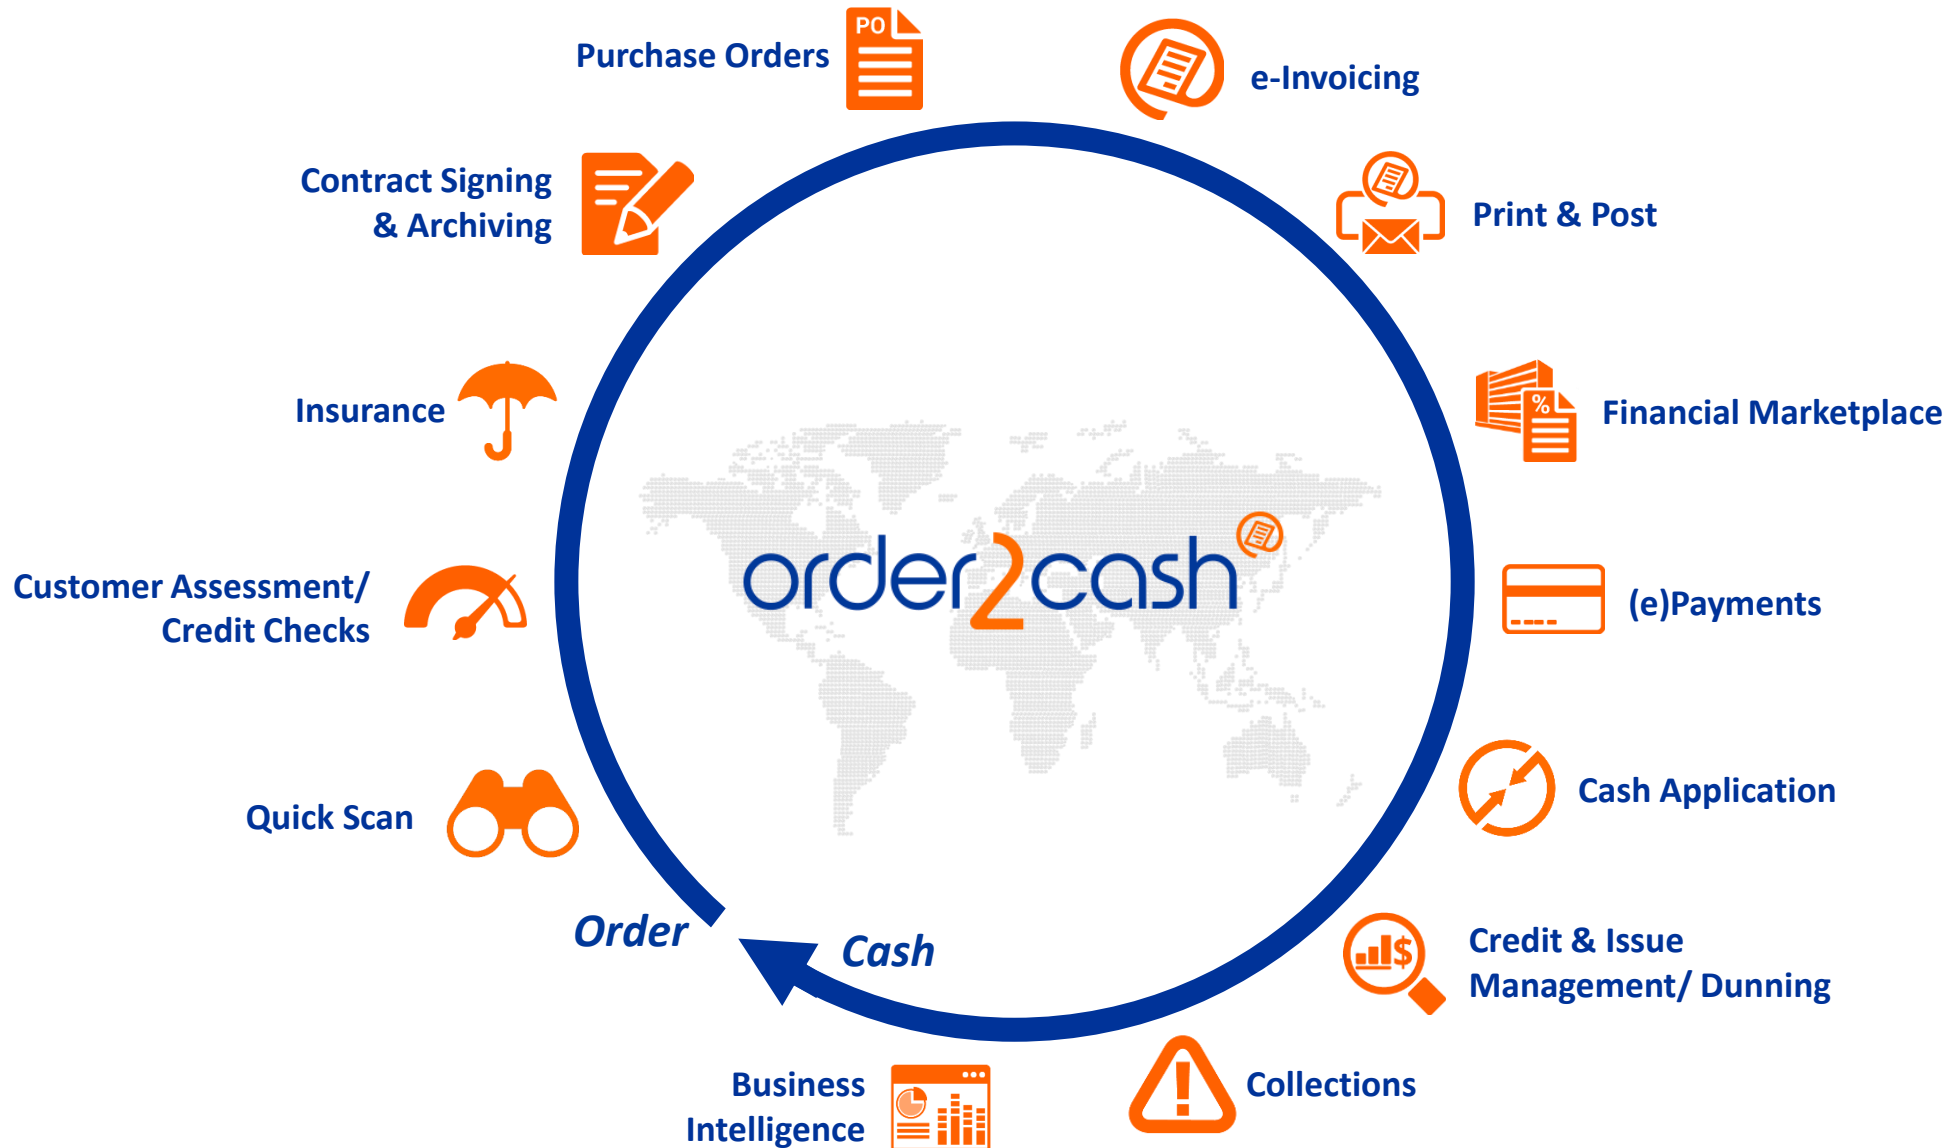 PO
Purchase Orders
e-Invoicing
Contract Signing
& Archiving
Print & Post
Insurance
%
Financial Marketplace
order2cash
Customer Assessment/
Credit Checks
(e)Payments
Quick Scan
Cash Application
Order
Cash
$
Credit & Issue
Management/ Dunning
Business
Intelligence
!
Collections